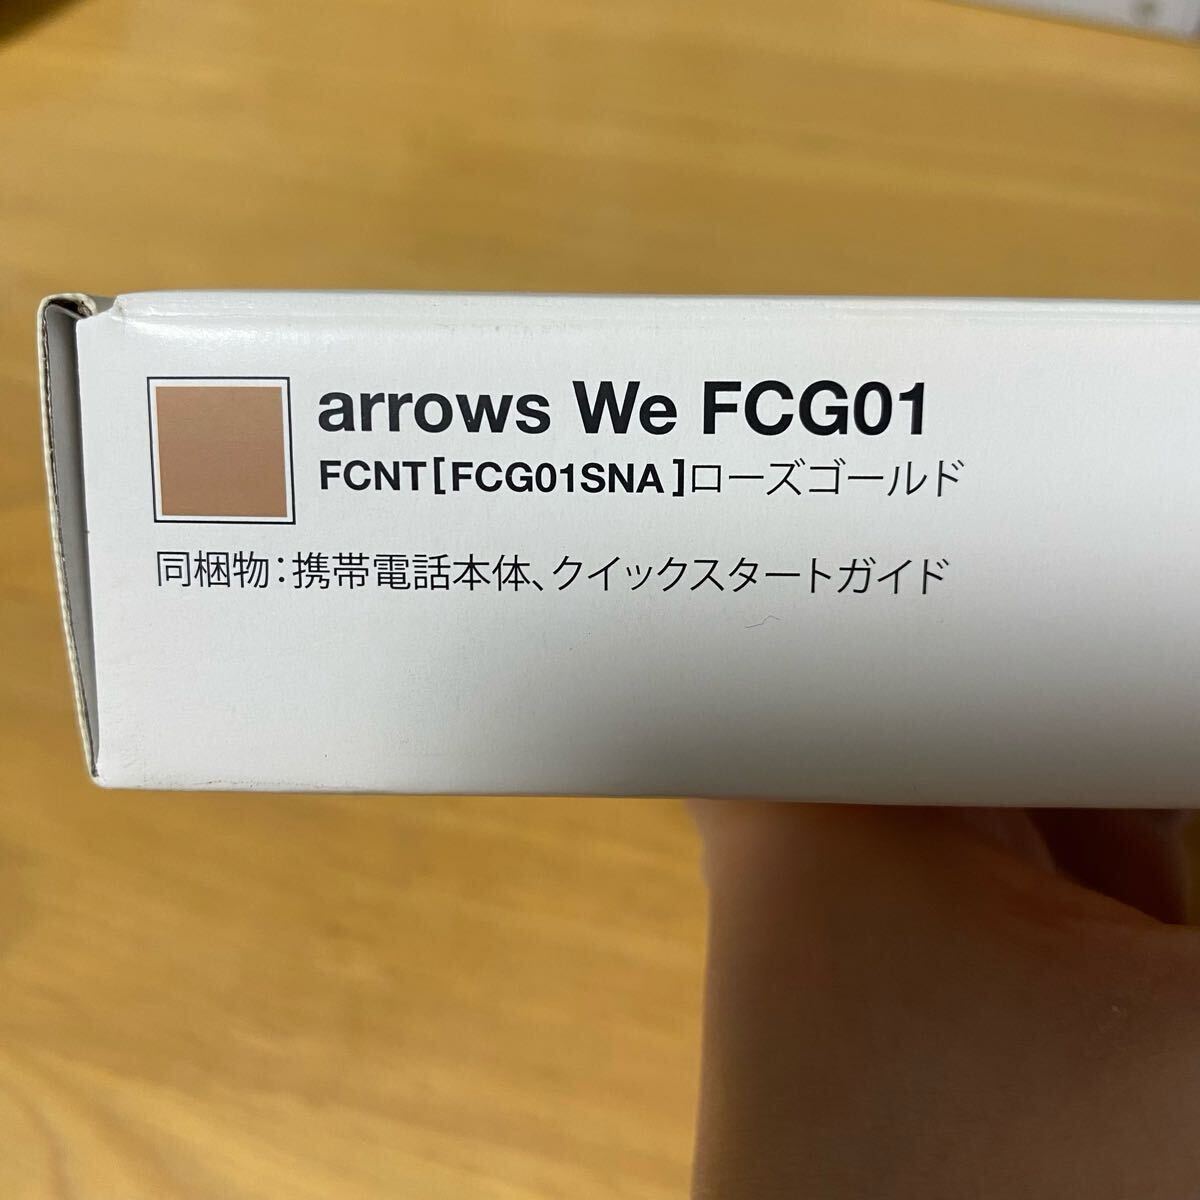 arrows We FCG01
FCNT[FCG01SNA]ローズゴールド
同梱物:携帯電話本体、クイックスタートガイド